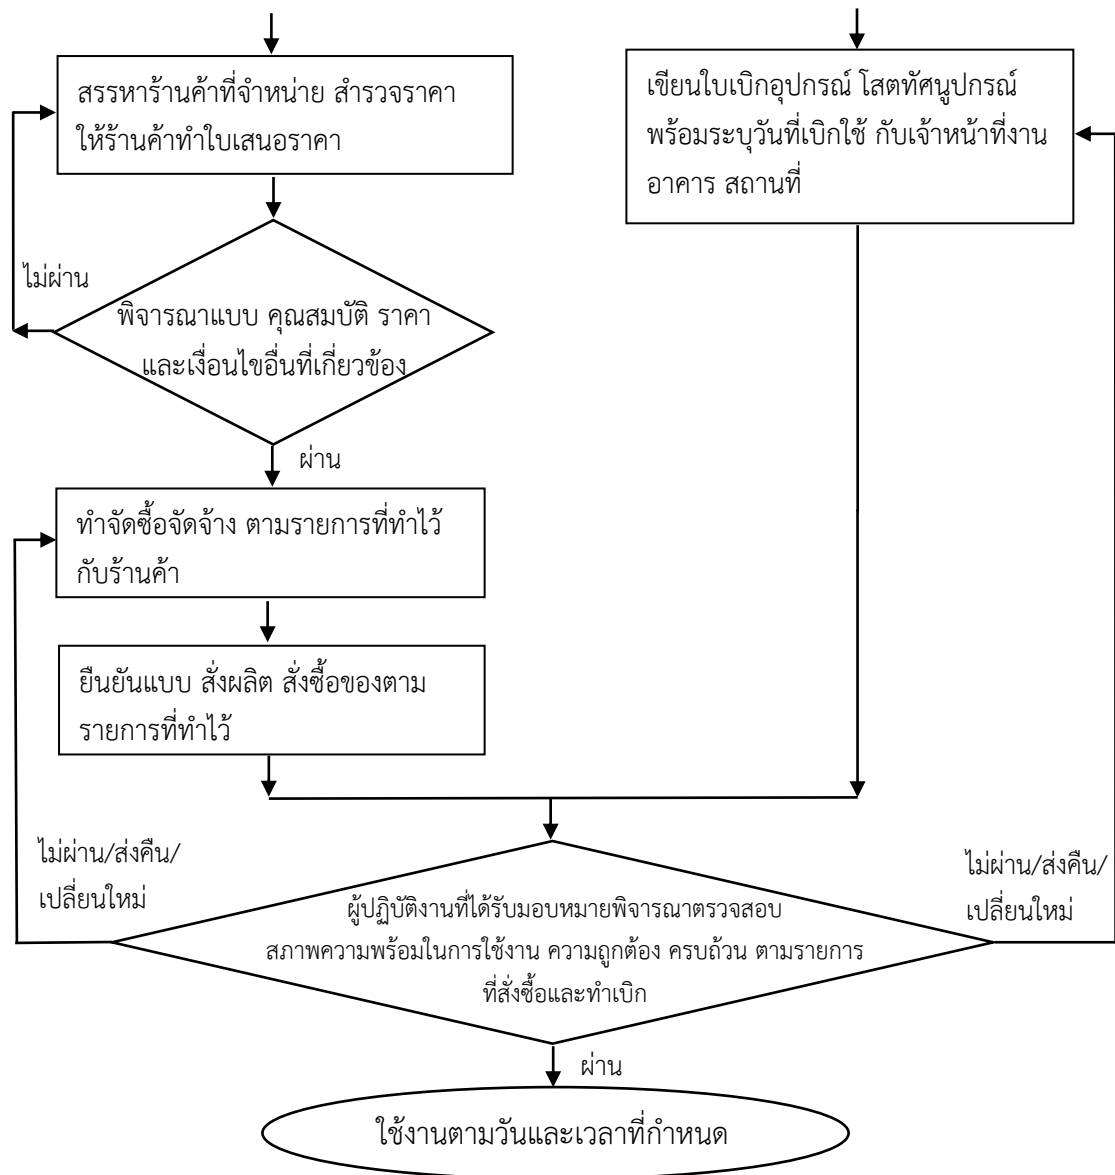 สรรหาร้านค้าที่จำหน่าย สำรวจราคา
ให้ร้านค้าทำใบเสนอราคา
เขียนใบเบิกอุปกรณ์ โสตทัศนูปกรณ์
พร้อมระบุวันที่เบิกใช้ กับเจ้าหน้าที่งาน
อาคาร สถานที่
ไม่ผ่าน
พิจารณาแบบ คุณสมบัติ ราคา
และเงื่อนไขอื่นที่เกี่ยวข้อง
ผ่าน
ทำจัดซื้อจัดจ้าง ตามรายการที่ทำไว้
กับร้านค้า
ยืนยันแบบ สั่งผลิต สั่งซื้อของตาม
รายการที่ทำไว้
ไม่ผ่าน/ส่งคืน/
เปลี่ยนใหม่
ผู้ปฏิบัติงานที่ได้รับมอบหมายพิจารณาตรวจสอบ
สภาพความพร้อมในการใช้งาน ความถูกต้อง ครบถ้วน ตามรายการ
ที่สั่งซื้อและทำเบิก
ไม่ผ่าน/ส่งคืน/
เปลี่ยนใหม่
ผ่าน
ใช้งานตามวันและเวลาที่กำหนด